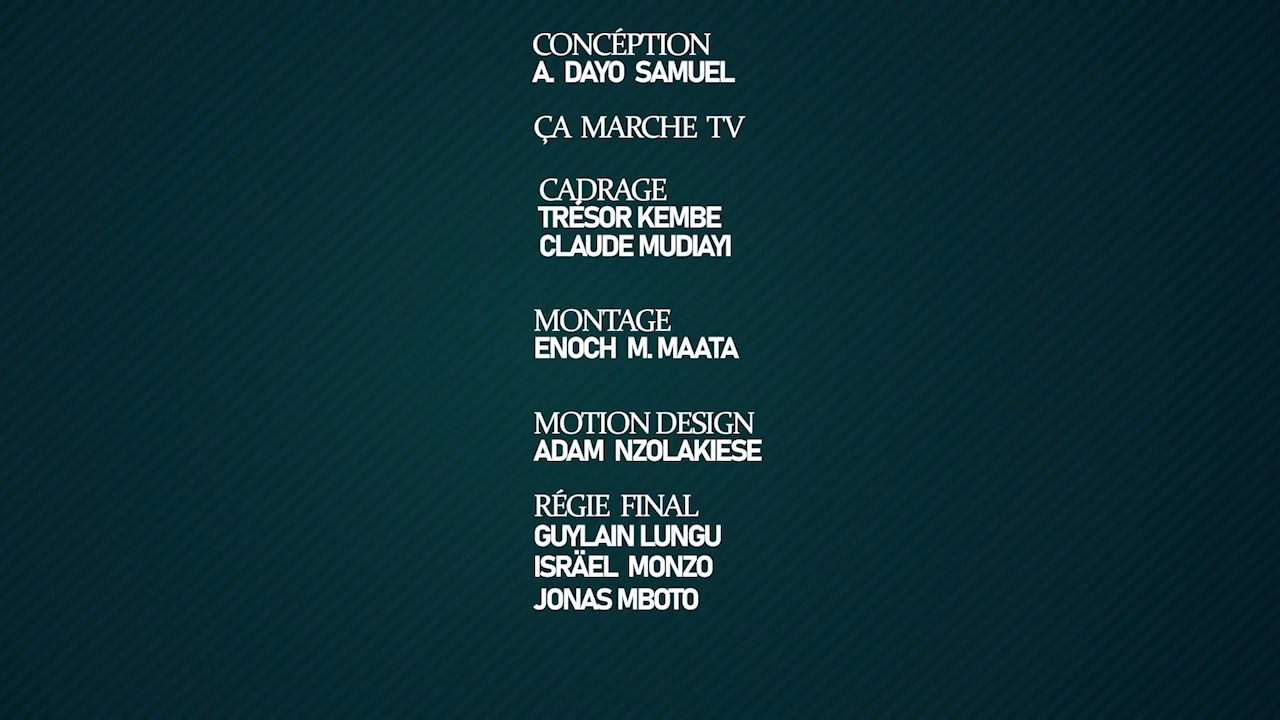 CONCÉPTION
A. DAYO SAMUEL
ÇA MARCHE TV
CADRAGE
TRÉSOR KEMBE
CLAUDE MUDIAYI
MONTAGE
ENOCH M. MAATA
MOTION DESIGN
ADAM NZOLAKIESE
RÉGIE FINAL
GUYLAIN LUNGU
ISRÄEL MONZO
JONAS MBOTO